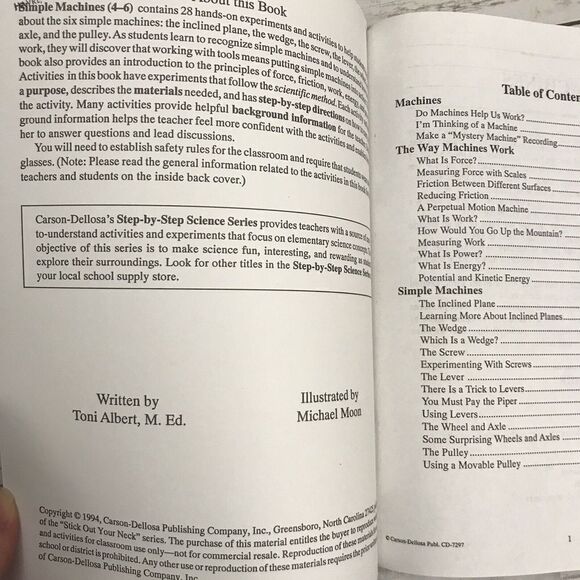 About this Book
Simple Machines (4–6) contains 28 hands-on experiments and activities to help
about the six simple machines: the inclined plane, the wedge, the screw, the lever, the
axle, and the pulley. As students learn to recognize simple machines and to understand
work, they will discover that working with tools means putting simple machines into
book also provides an introduction to the principles of force, friction, work, energy,
Activities in this book have experiments that follow the scientific method. Each activity
a purpose, describes the materials needed, and has step-by-step directions on how
the activity. Many activities provide helpful background information for the
ground information helps the teacher feel more confident with the activities and
her to answer questions and lead discussions.
You will need to establish safety rules for the classroom and require that students
glasses. (Note: Please read the general information related to the activities in this book
teachers and students on the inside back cover.)
Carson-Dellosa's Step-by-Step Science Series provides teachers with a source of
to-understand activities and experiments that focus on elementary science concepts.
objective of this series is to make science fun, interesting, and rewarding as
explore their surroundings. Look for other titles in the Step-by-Step Science Series
your local school supply store.
Written by
Toni Albert, M. Ed.
Illustrated by
Michael Moon
Copyright © 1994, Carson-Dellosa Publishing Company, Inc., Greensboro, North Carolina
of the "Stick Out Your Neck" series. The purchase of this material entitles the buyer to reproduce
and activities for classroom use only—not for commercial resale. Reproduction of these materials
school or district is prohibited. Any other use or reproduction of these materials requires the prior
of Carson-Dellosa Publishing Company, Inc.
Table of Conten
Machines
Do Machines Help Us Work?
I'm Thinking of a Machine
Make a "Mystery Machine" Recording
The Way Machines Work
What Is Force?
Measuring Force with Scales
Friction Between Different Surfaces
Reducing Friction
A Perpetual Motion Machine
What Is Work?
How Would You Go Up the Mountain?
Measuring Work
What Is Power?
What Is Energy?
Potential and Kinetic Energy
Simple Machines
The Inclined Plane
Learning More About Inclined Planes
The Wedge
Which Is a Wedge?
The Screw
Experimenting With Screws
The Lever
There Is a Trick to Levers
You Must Pay the Piper
Using Levers
The Wheel and Axle
Some Surprising Wheels and Axles
The Pulley
Using a Movable Pulley
© Carson-Dellosa Publ. CD-7297
1